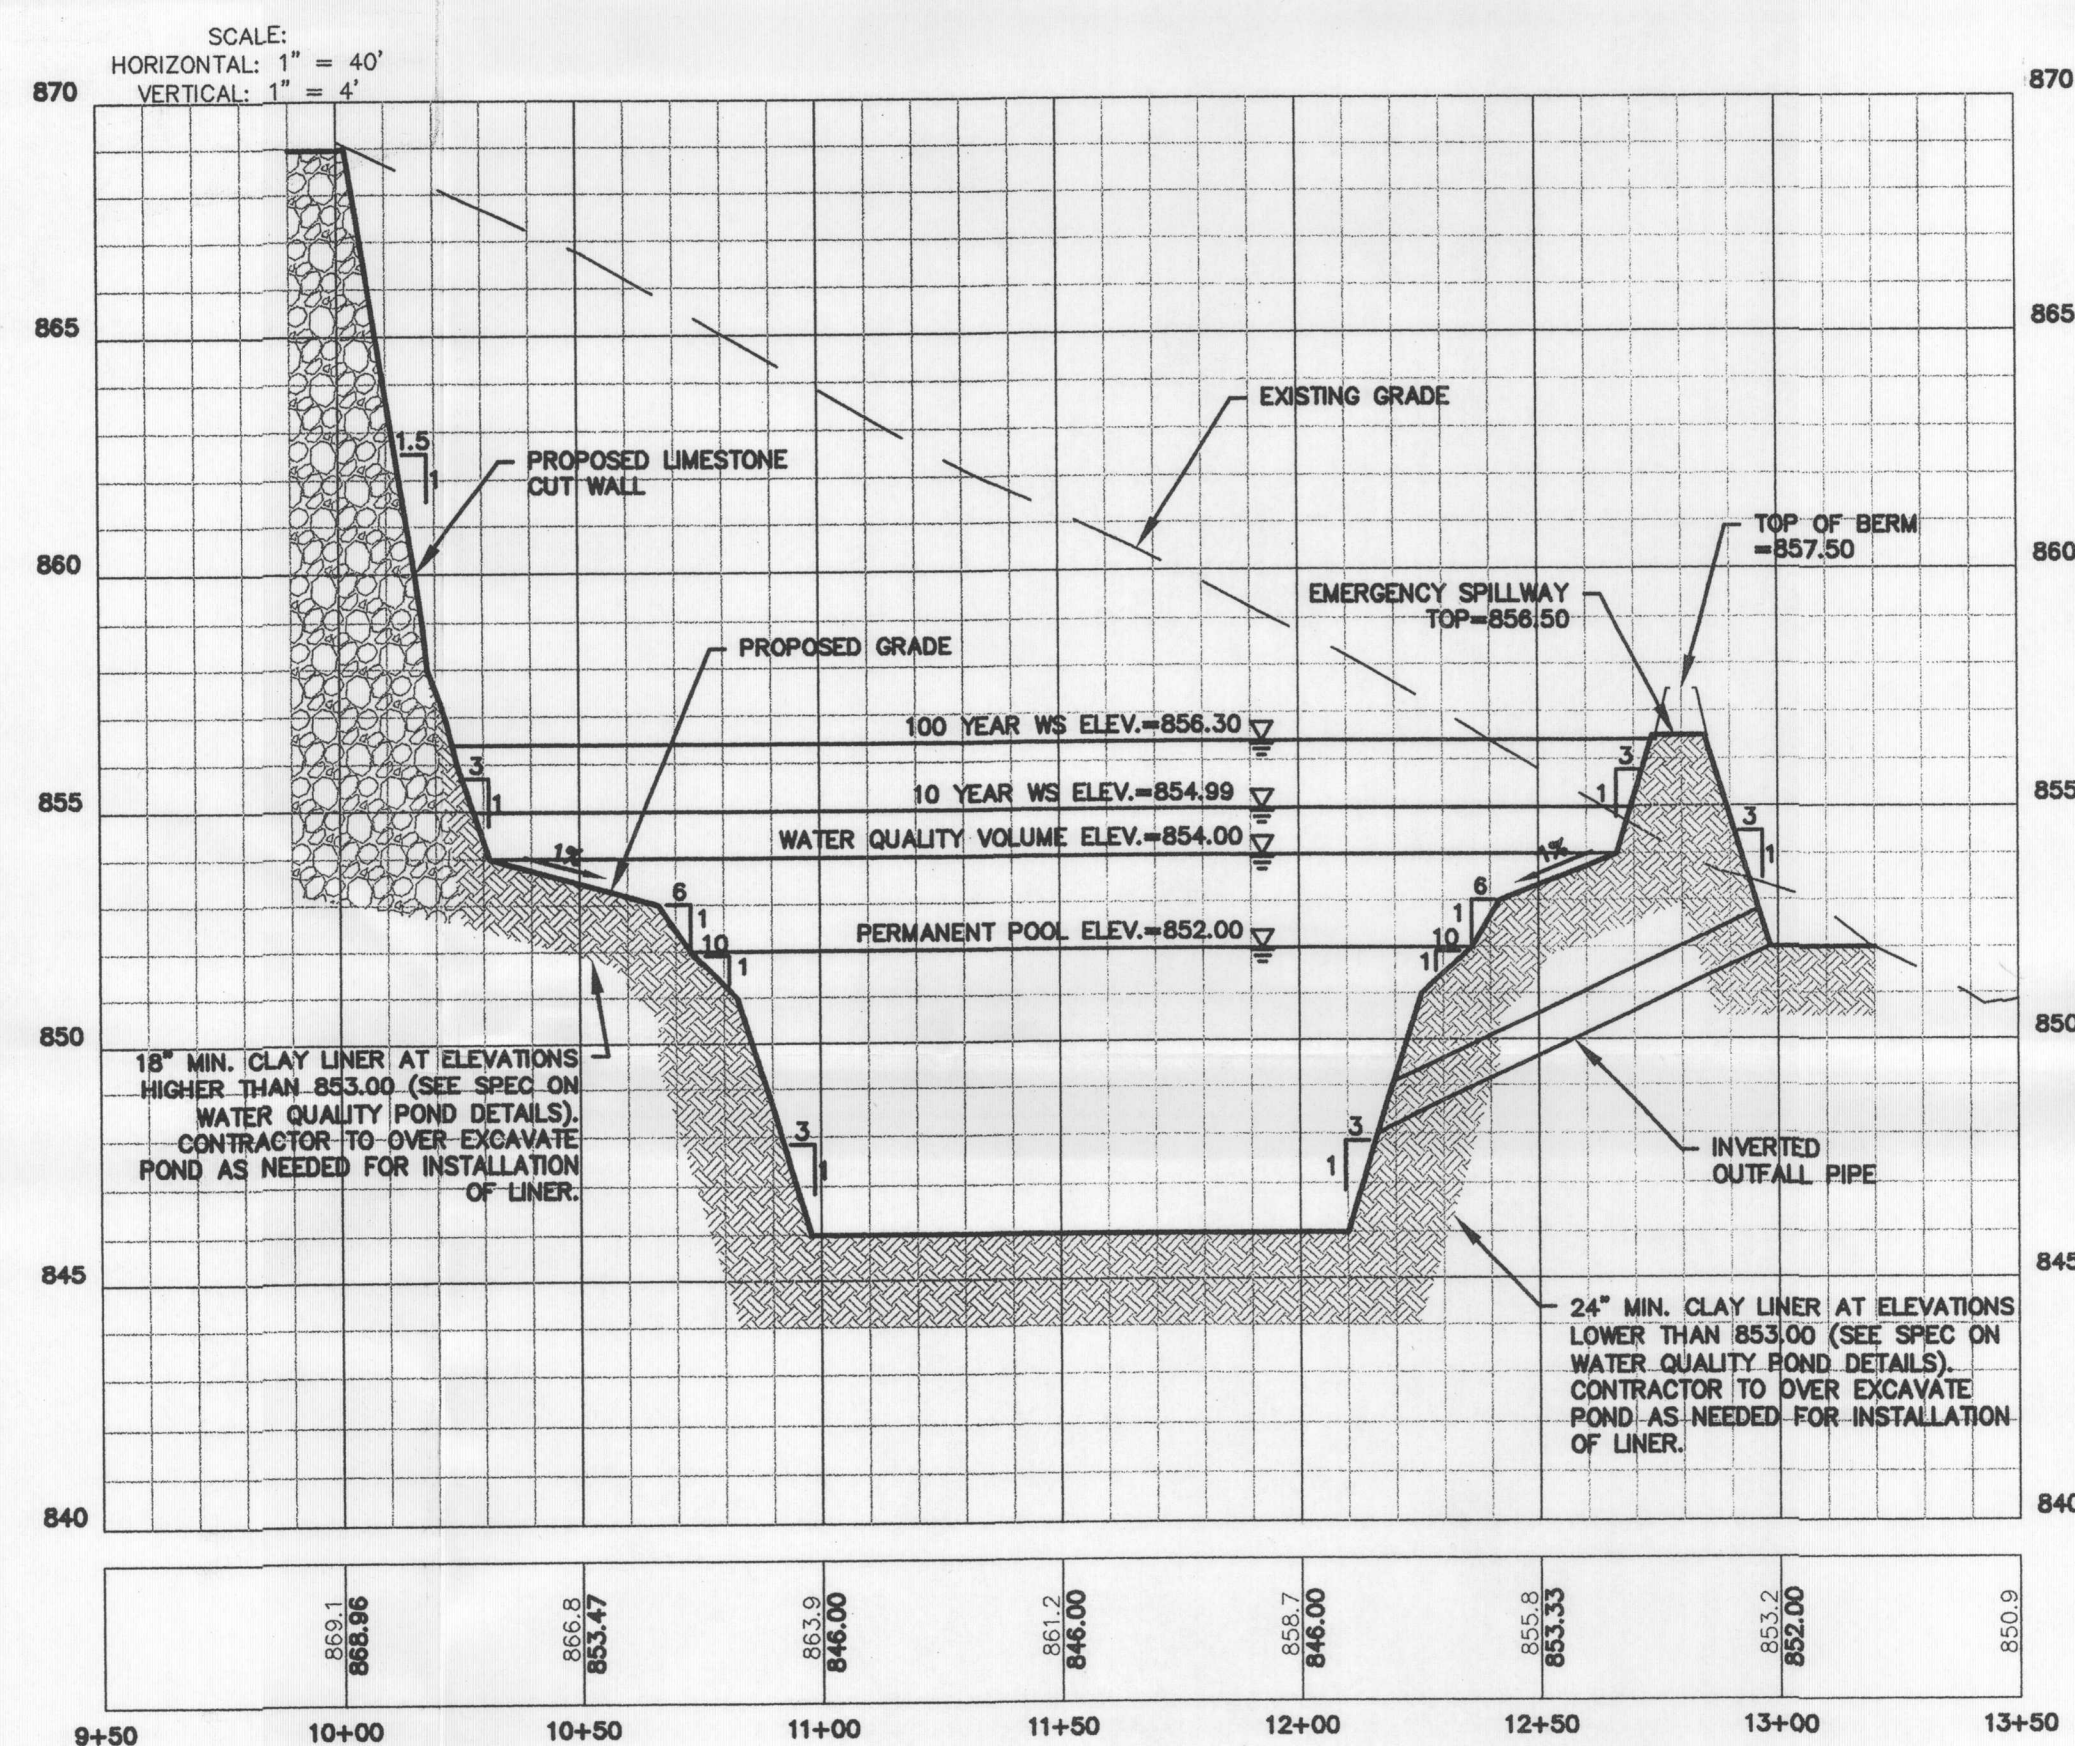 SCALE:
HORIZONTAL: 1" = 40'
VERTICAL: 1" = 4'
870
870
865
865
EXISTING GRADE
1.5
1
PROPOSED LIMESTONE
CUT WALL
TOP OF BERM
=857.50
860
860
EMERGENCY SPILLWAY
TOP=856.50
PROPOSED GRADE
100 YEAR WS ELEV.=856.30
3
1
3
1
10 YEAR WS ELEV.=854.99
855
855
3
1
WATER QUALITY VOLUME ELEV.=854.00
1%
1%
6
1
6
1
PERMANENT POOL ELEV.=852.00
10
1
10
1
850
850
18" MIN. CLAY LINER AT ELEVATIONS
HIGHER THAN 853.00 (SEE SPEC ON
WATER QUALITY POND DETAILS).
CONTRACTOR TO OVER EXCAVATE
POND AS NEEDED FOR INSTALLATION
OF LINER.
3
1
3
1
INVERTED
OUTFALL PIPE
845
845
24" MIN. CLAY LINER AT ELEVATIONS
LOWER THAN 853.00 (SEE SPEC ON
WATER QUALITY POND DETAILS).
CONTRACTOR TO OVER EXCAVATE
POND AS NEEDED FOR INSTALLATION
OF LINER.
840
840
869.1
868.96
866.8
853.47
863.9
846.00
861.2
846.00
858.7
846.00
855.8
853.33
853.2
852.00
850.9
9+50
10+00
10+50
11+00
11+50
12+00
12+50
13+00
13+50